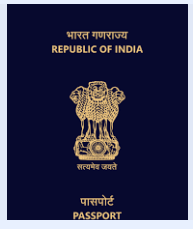 भारत गणराज्य
REPUBLIC OF INDIA
सत्यमेव जयते
पासपोर्ट
PASSPORT